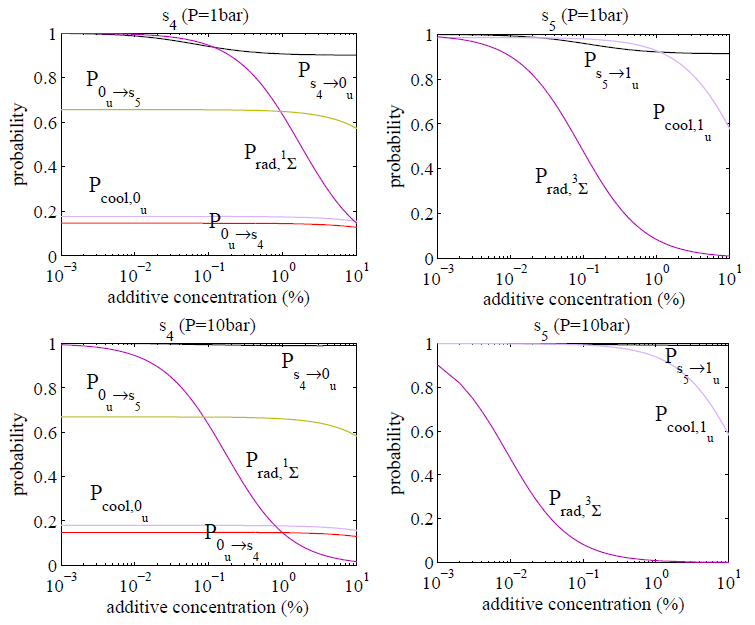 s4 (P=1bar)
probability
1
0.8
0.6
0.4
0.2
0
P0u→s5
Ps4→0u
Prad,1Σ
Pcool,0u
P0u→s4
10−3 10−2 10−1 100 101
additive concentration (%)
s5 (P=1bar)
probability
1
0.8
0.6
0.4
0.2
0
Ps5→1u
Pcool,1u
Prad,3Σ
10−3 10−2 10−1 100 101
additive concentration (%)
s4 (P=10bar)
probability
1
0.8
0.6
0.4
0.2
0
Ps4→0u
P0u→s5
Prad,1Σ
Pcool,0u
P0u→s4
10−3 10−2 10−1 100 101
additive concentration (%)
s5 (P=10bar)
probability
1
0.8
0.6
0.4
0.2
0
Ps5→1u
Pcool,1u
Prad,3Σ
10−3 10−2 10−1 100 101
additive concentration (%)